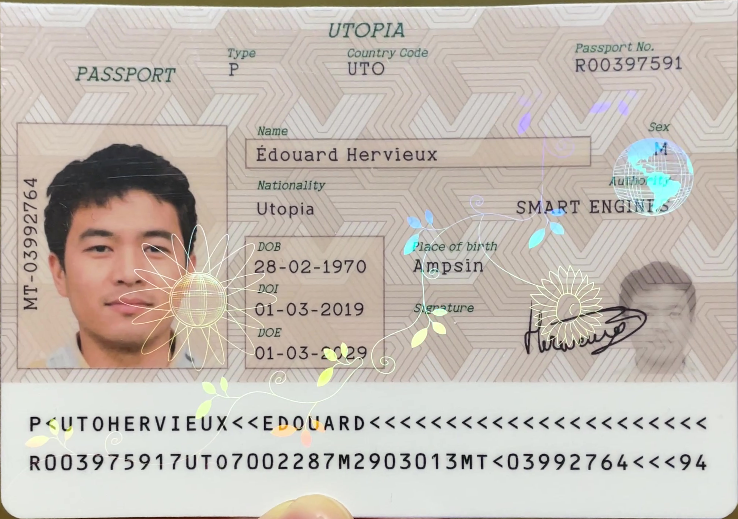 UTOPIA
PASSPORT
Type
P
Country Code
UTO
Passport No.
R00397591
Name
Édouard Hervieux
Sex
M
Nationality
Utopia
Authority
SMART ENGINES
DOB
28-02-1970
Place of birth
Ampsin
DOI
01-03-2019
Signature
DOE
01-03-2029
MT-03992764
P<UTOHERVIEUX<<EDOUARD<<<<<<<<<<<<<<<<<<<<<<
R003975917UTO7002287M2903013MT<03992764<<<94